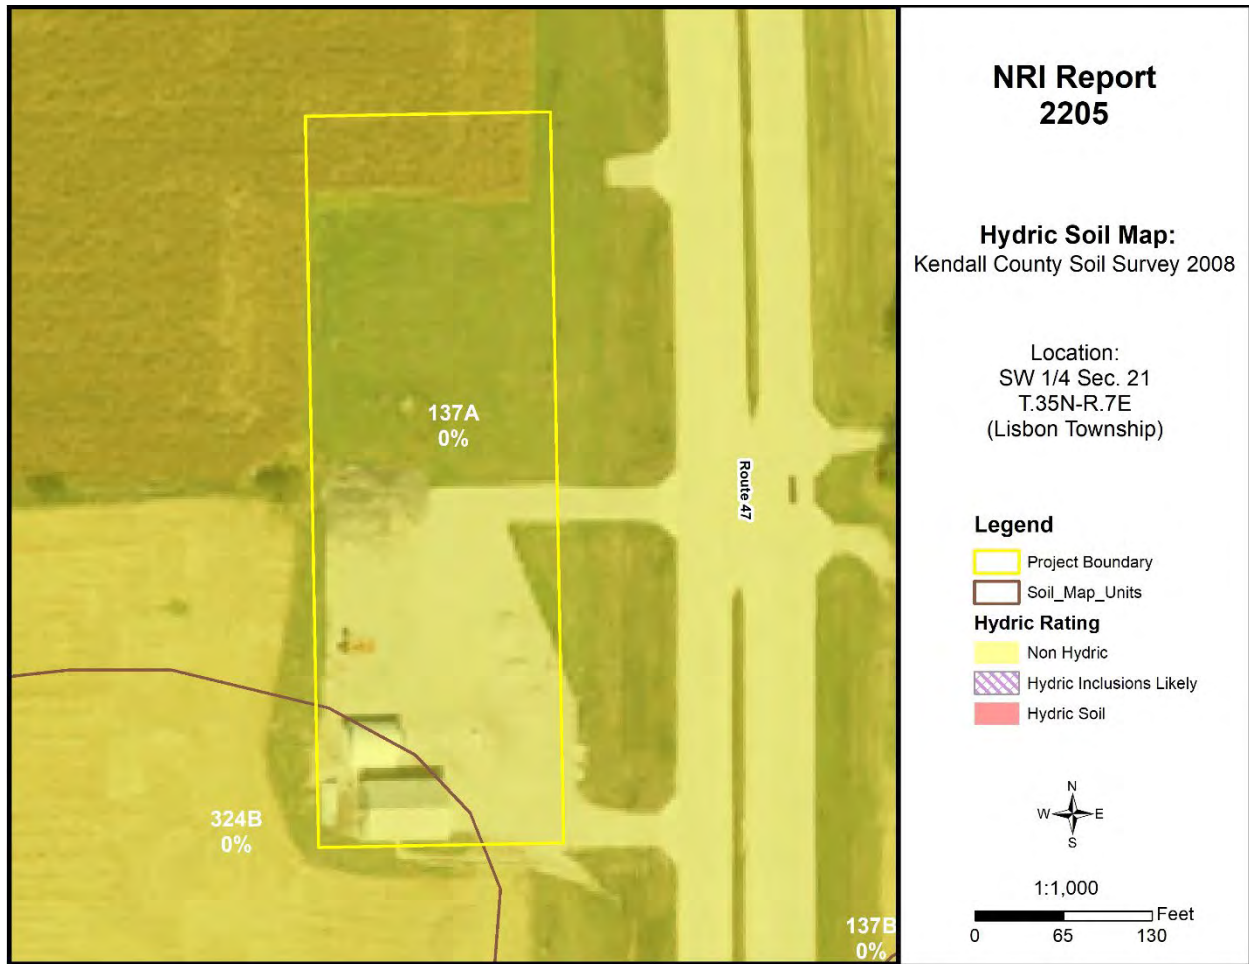 NRI Report
2205
Hydric Soil Map:
Kendall County Soil Survey 2008
Location:
SW 1/4 Sec. 21
T.35N-R.7E
(Lisbon Township)
Legend
Project Boundary
Soil_Map_Units
Hydric Rating
Non Hydric
Hydric Inclusions Likely
Hydric Soil
N
W E
S
1:1,000
Feet
0 65 130
137A
0%
Route 47
324B
0%
137B
0%